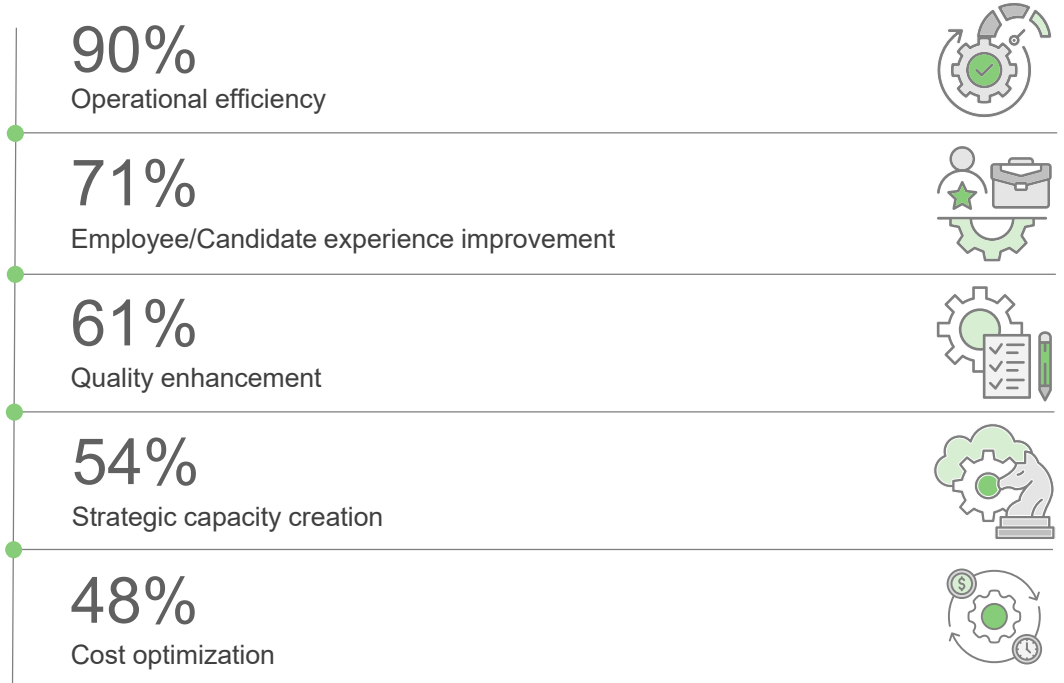 90%
Operational efficiency
71%
Employee/Candidate experience improvement
61%
Quality enhancement
54%
Strategic capacity creation
$
48%
Cost optimization